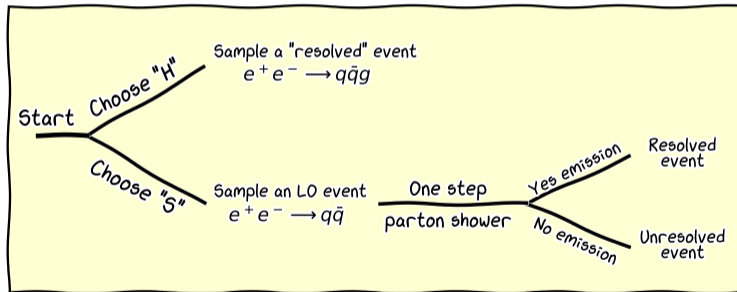 Start
Choose "H"
Sample a "resolved" event
e⁺e⁻ ⟶ qq̄g
Choose "S"
Sample an LO event
e⁺e⁻ ⟶ qq̄
One step
parton shower
Yes emission
Resolved
event
No emission
Unresolved
event